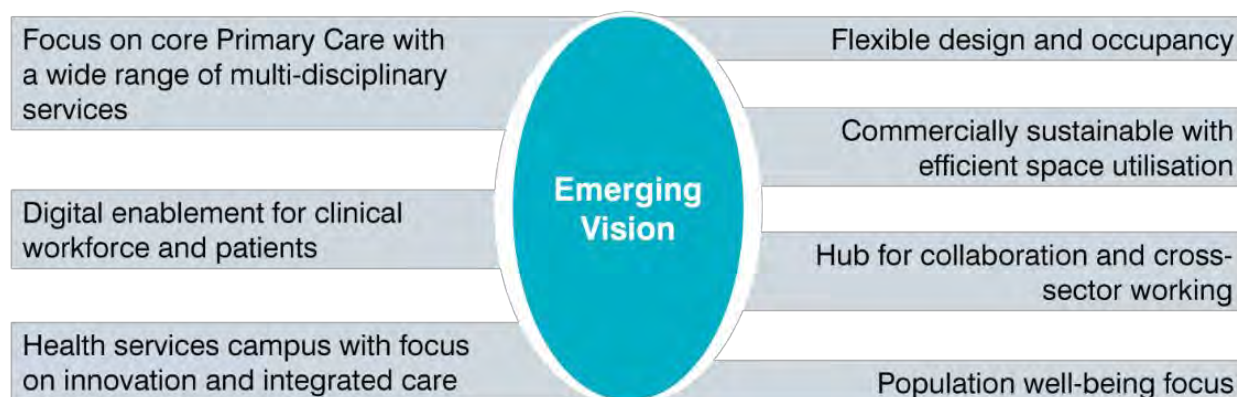 Focus on core Primary Care with
a wide range of multi-disciplinary
services
Digital enablement for clinical
workforce and patients
Health services campus with focus
on innovation and integrated care
Emerging
Vision
Flexible design and occupancy
Commercially sustainable with
efficient space utilisation
Hub for collaboration and cross-
sector working
Population well-being focus